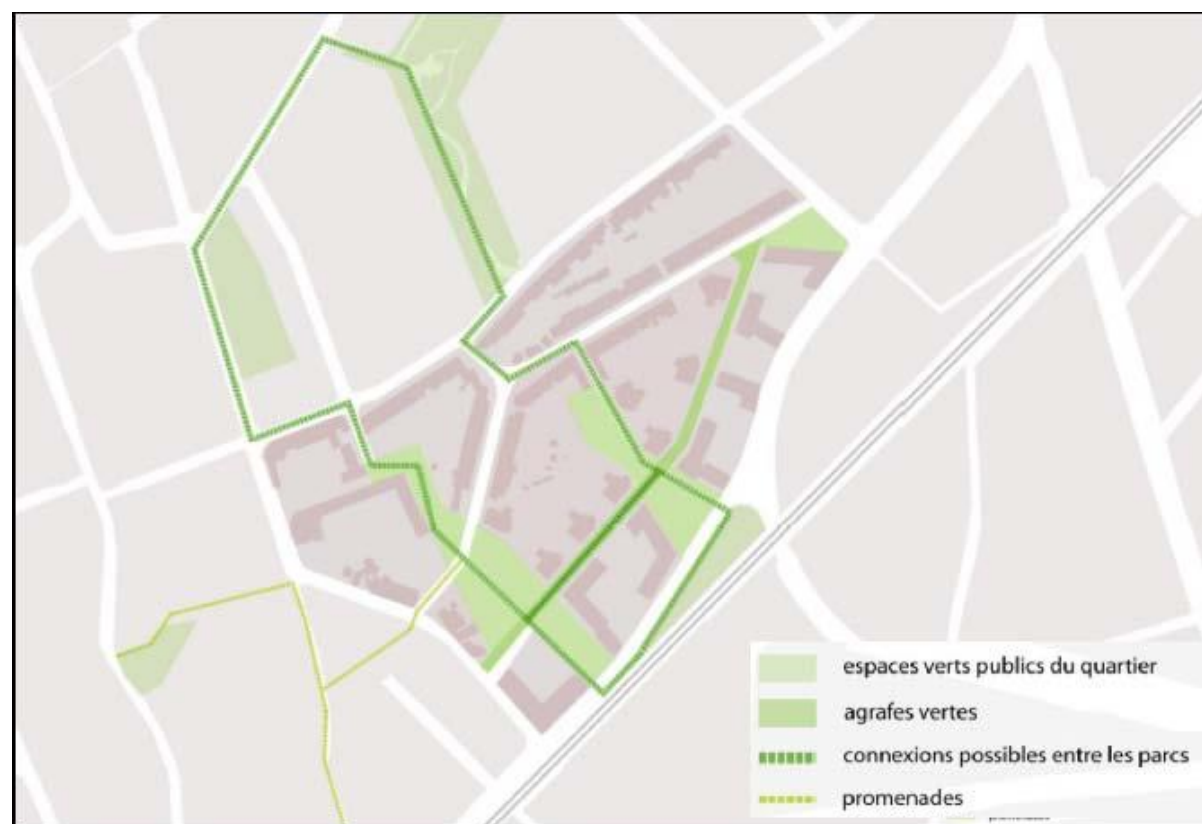 espaces verts publics du quartier
agrafes vertes
connexions possibles entre les parcs
promenades